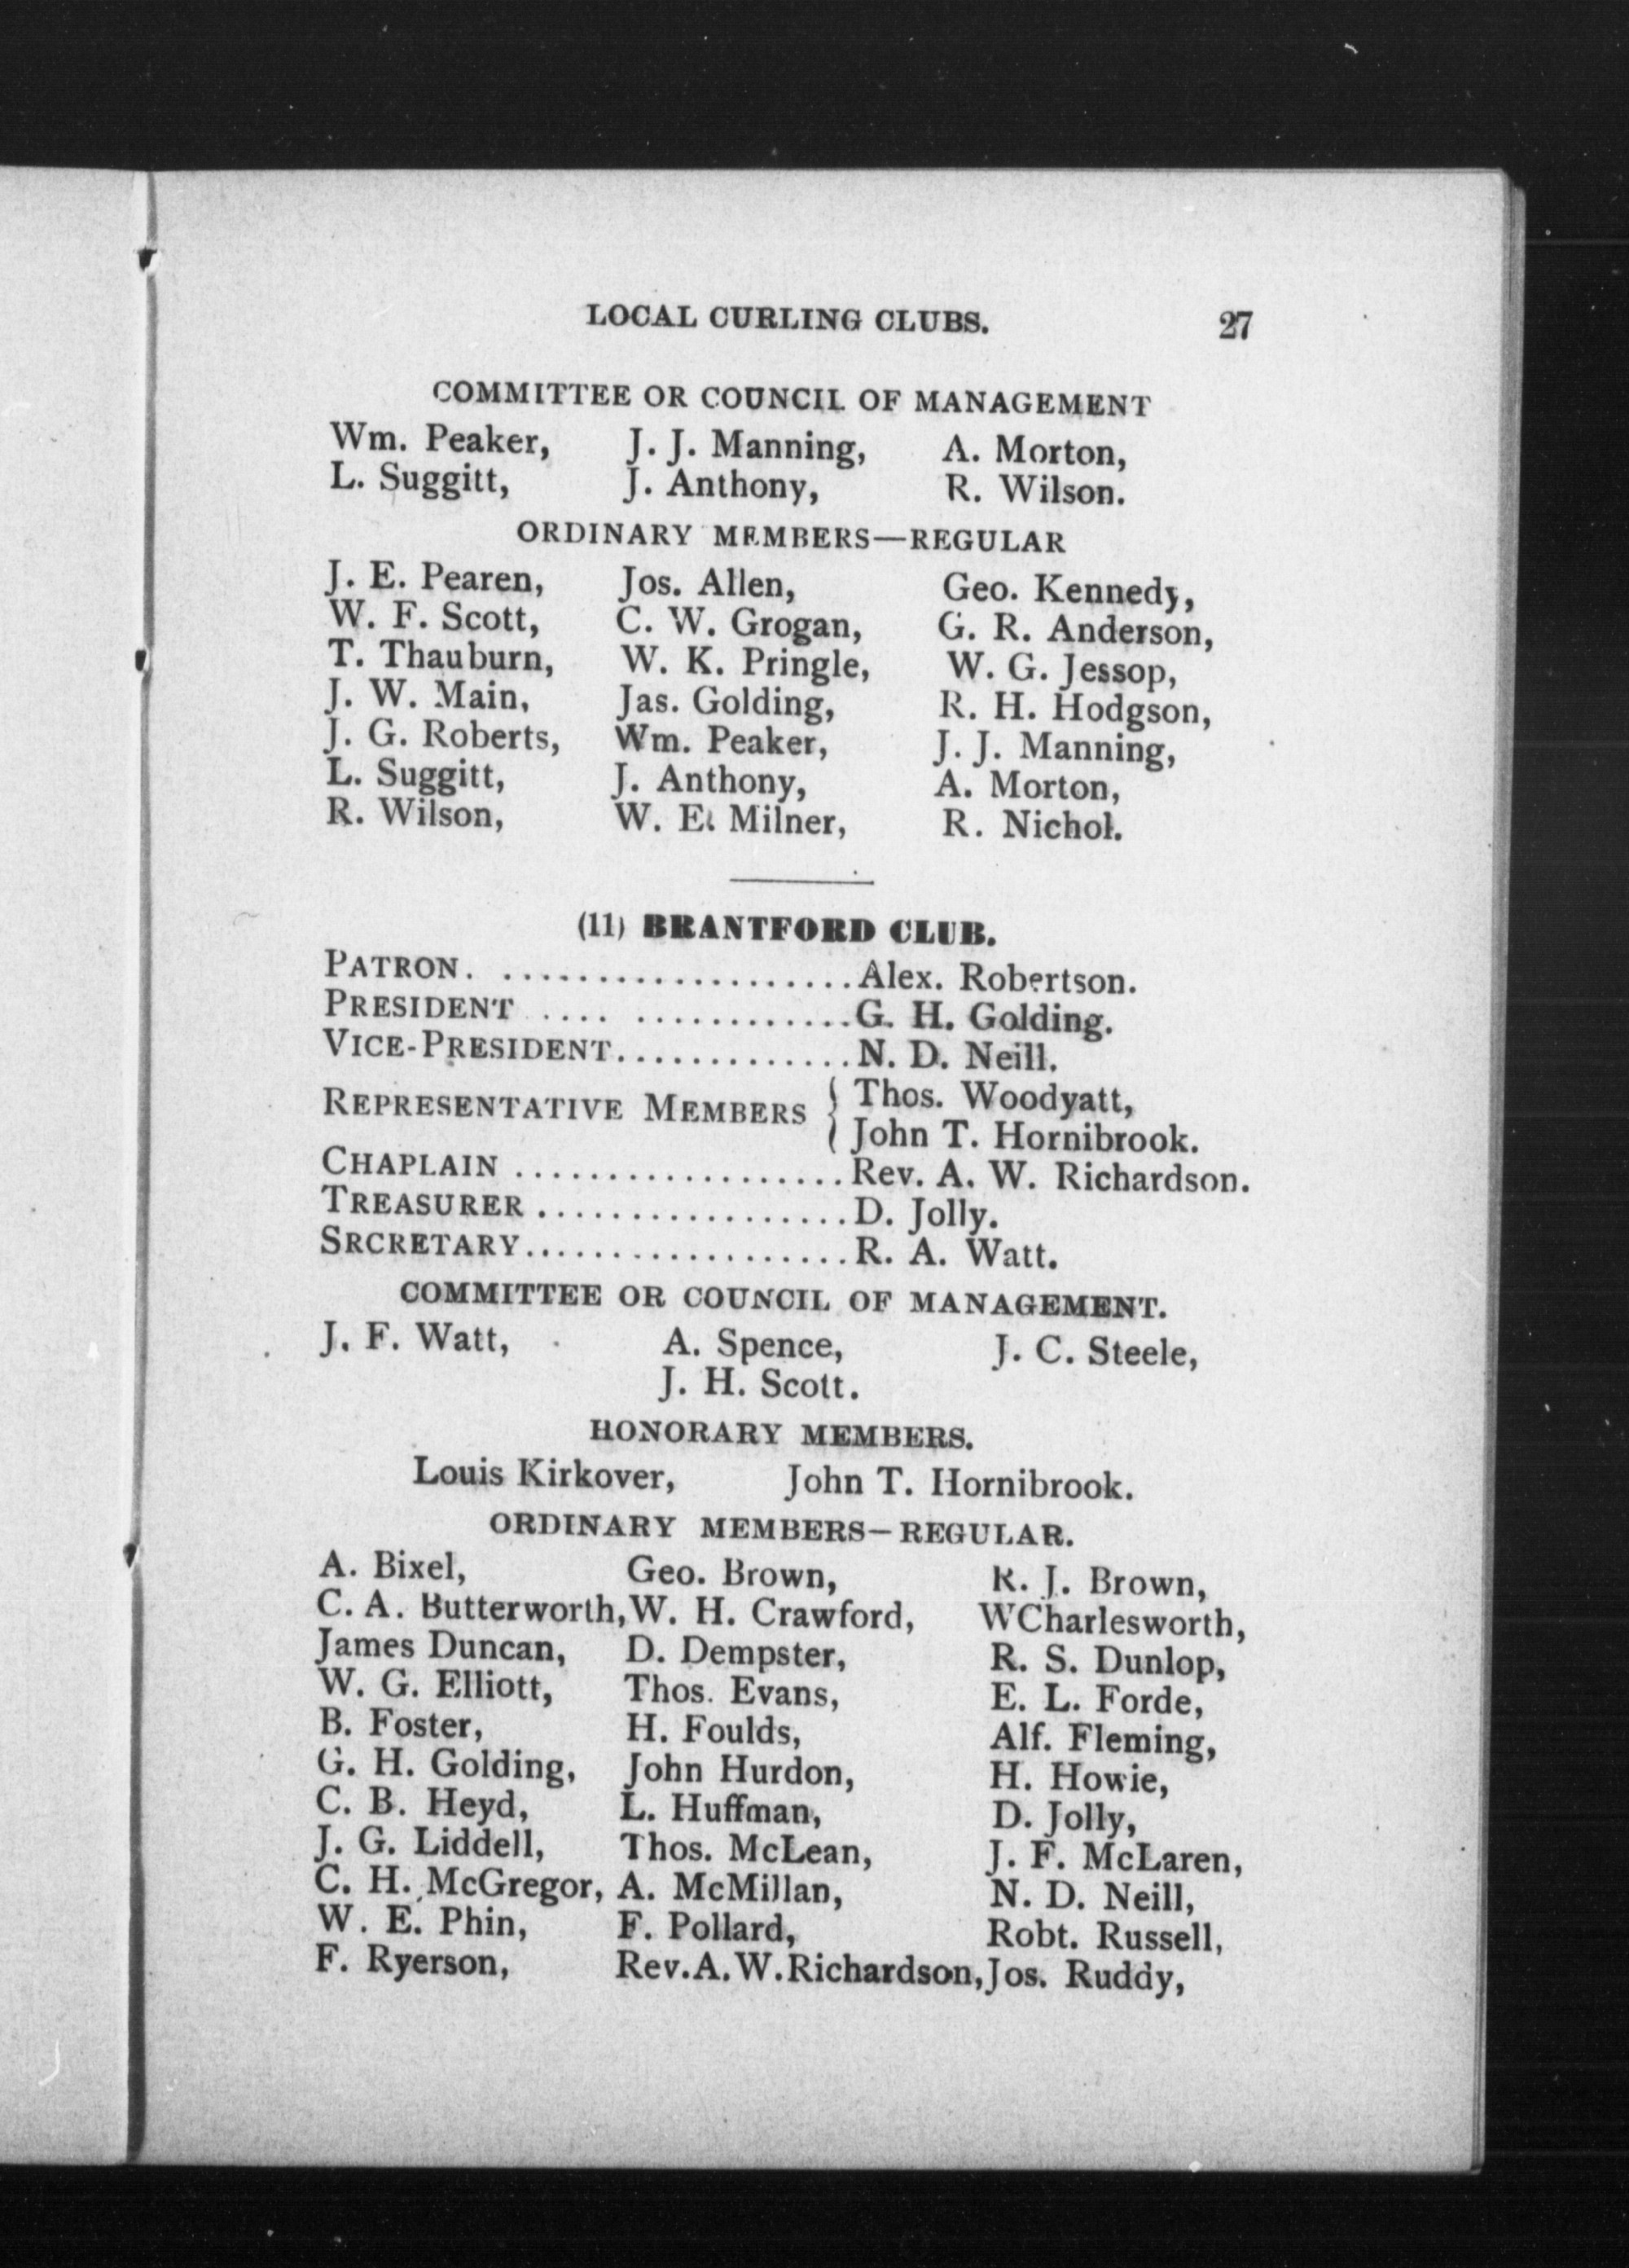 LOCAL CURLING CLUBS. 27
COMMITTEE OR COUNCIL OF MANAGEMENT
Wm. Peaker, J. J. Manning, A. Morton,
L. Suggitt, J. Anthony, R. Wilson.
ORDINARY MEMBERS—REGULAR
J. E. Pearen, Jos. Allen, Geo. Kennedy,
W. F. Scott, C. W. Grogan, G. R. Anderson,
T. Thauburn, W. K. Pringle, W. G. Jessop,
J. W. Main, Jas. Golding, R. H. Hodgson,
J. G. Roberts, Wm. Peaker, J. J. Manning,
L. Suggitt, J. Anthony, A. Morton,
R. Wilson, W. E. Milner, R. Nichol.
(11) BRANTFORD CLUB.
PATRON. ................... Alex. Robertson.
PRESIDENT .... ............. G. H. Golding.
VICE-PRESIDENT............. N. D. Neill.
REPRESENTATIVE MEMBERS { Thos. Woodyatt,
John T. Hornibrook.
CHAPLAIN .................. Rev. A. W. Richardson.
TREASURER ................. D. Jolly.
SRCRETARY.................. R. A. Watt.
COMMITTEE OR COUNCIL OF MANAGEMENT.
J. F. Watt, A. Spence, J. C. Steele,
J. H. Scott.
HONORARY MEMBERS.
Louis Kirkover, John T. Hornibrook.
ORDINARY MEMBERS—REGULAR.
A. Bixel, Geo. Brown, R. J. Brown,
C. A. Butterworth, W. H. Crawford, WCharlesworth,
James Duncan, D. Dempster, R. S. Dunlop,
W. G. Elliott, Thos. Evans, E. L. Forde,
B. Foster, H. Foulds, Alf. Fleming,
G. H. Golding, John Hurdon, H. Howie,
C. B. Heyd, L. Huffman, D. Jolly,
J. G. Liddell, Thos. McLean, J. F. McLaren,
C. H. McGregor, A. McMillan, N. D. Neill,
W. E. Phin, F. Pollard, Robt. Russell,
F. Ryerson, Rev.A.W.Richardson, Jos. Ruddy,